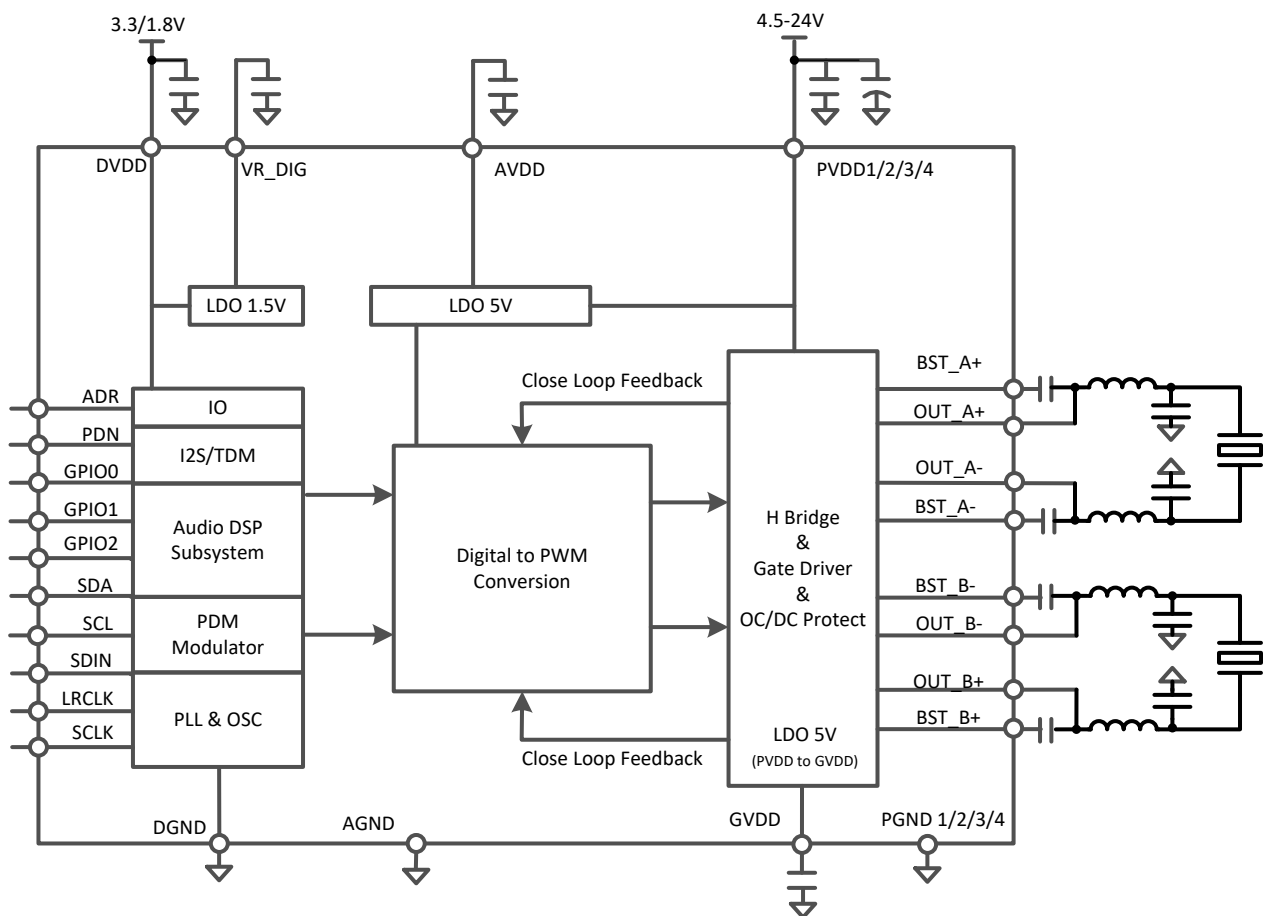 3.3/1.8V
4.5-24V
DVDD
VR_DIG
AVDD
PVDD1/2/3/4
LDO 1.5V
LDO 5V
ADR
PDN
GPIO0
GPIO1
GPIO2
SDA
SCL
SDIN
LRCLK
SCLK
IO
I2S/TDM
Audio DSP
Subsystem
PDM
Modulator
PLL & OSC
Close Loop Feedback
Digital to PWM
Conversion
Close Loop Feedback
H Bridge
&
Gate Driver
&
OC/DC Protect
LDO 5V
(PVDD to GVDD)
BST_A+
OUT_A+
OUT_A-
BST_A-
BST_B-
OUT_B-
OUT_B+
BST_B+
DGND
AGND
GVDD
PGND 1/2/3/4